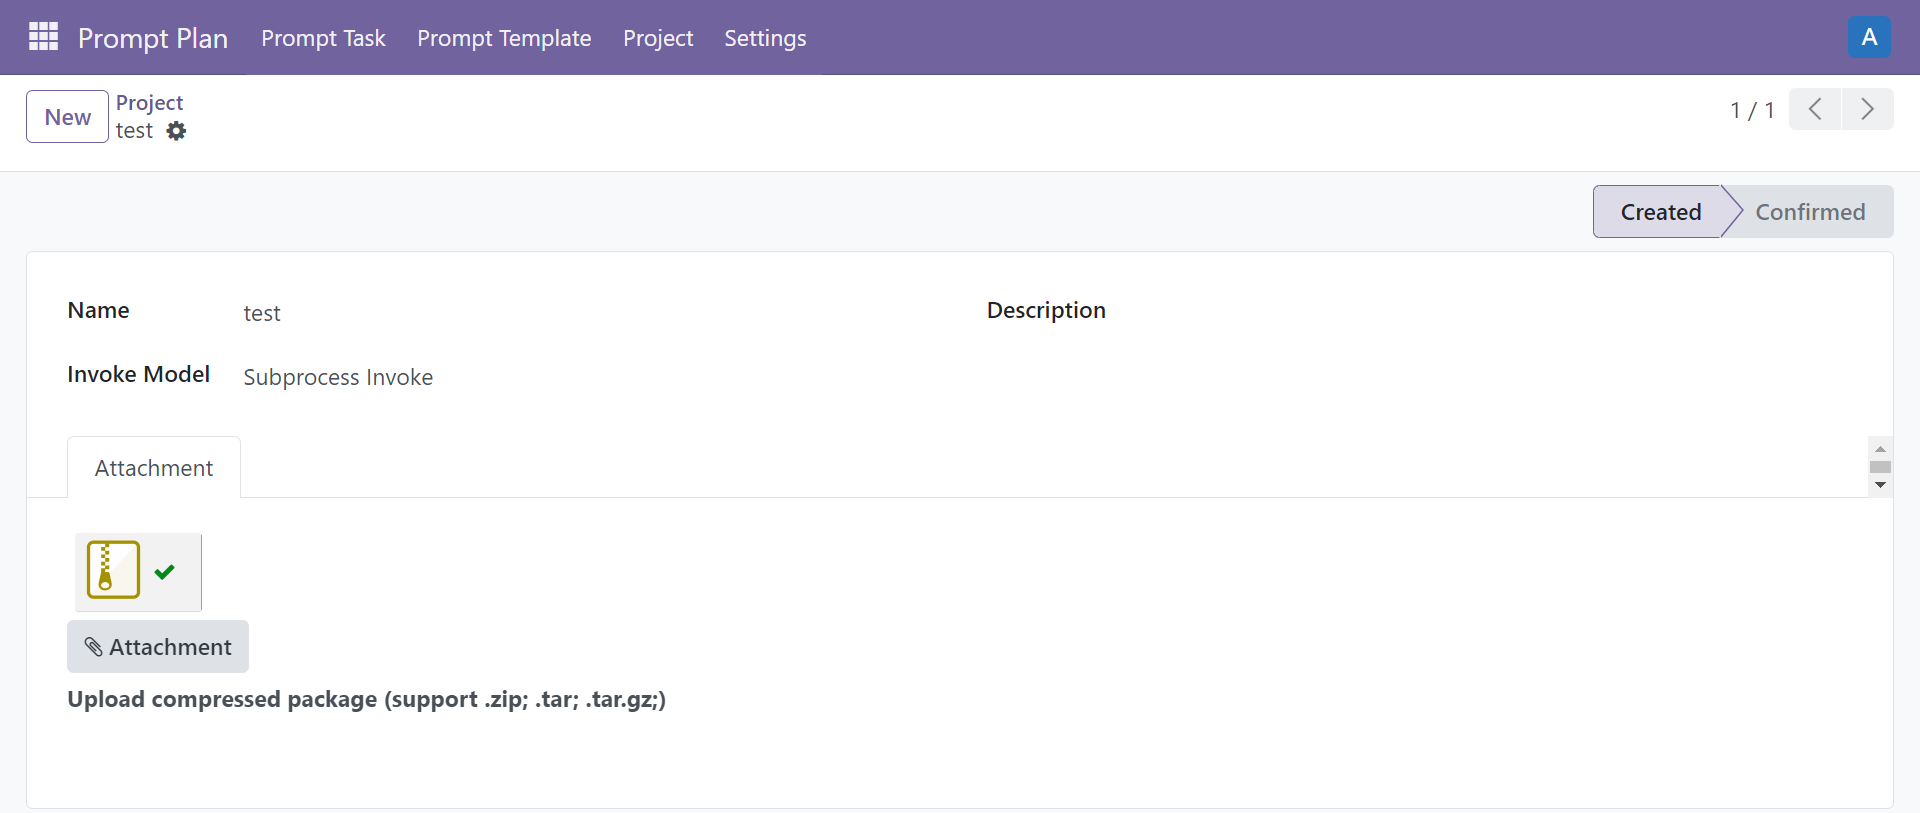 Prompt Plan Prompt Task Prompt Template Project Settings A
New Project 1 / 1
test
Created Confirmed
Name test Description
Invoke Model Subprocess Invoke
Attachment
Attachment
Upload compressed package (support .zip; .tar; .tar.gz;)